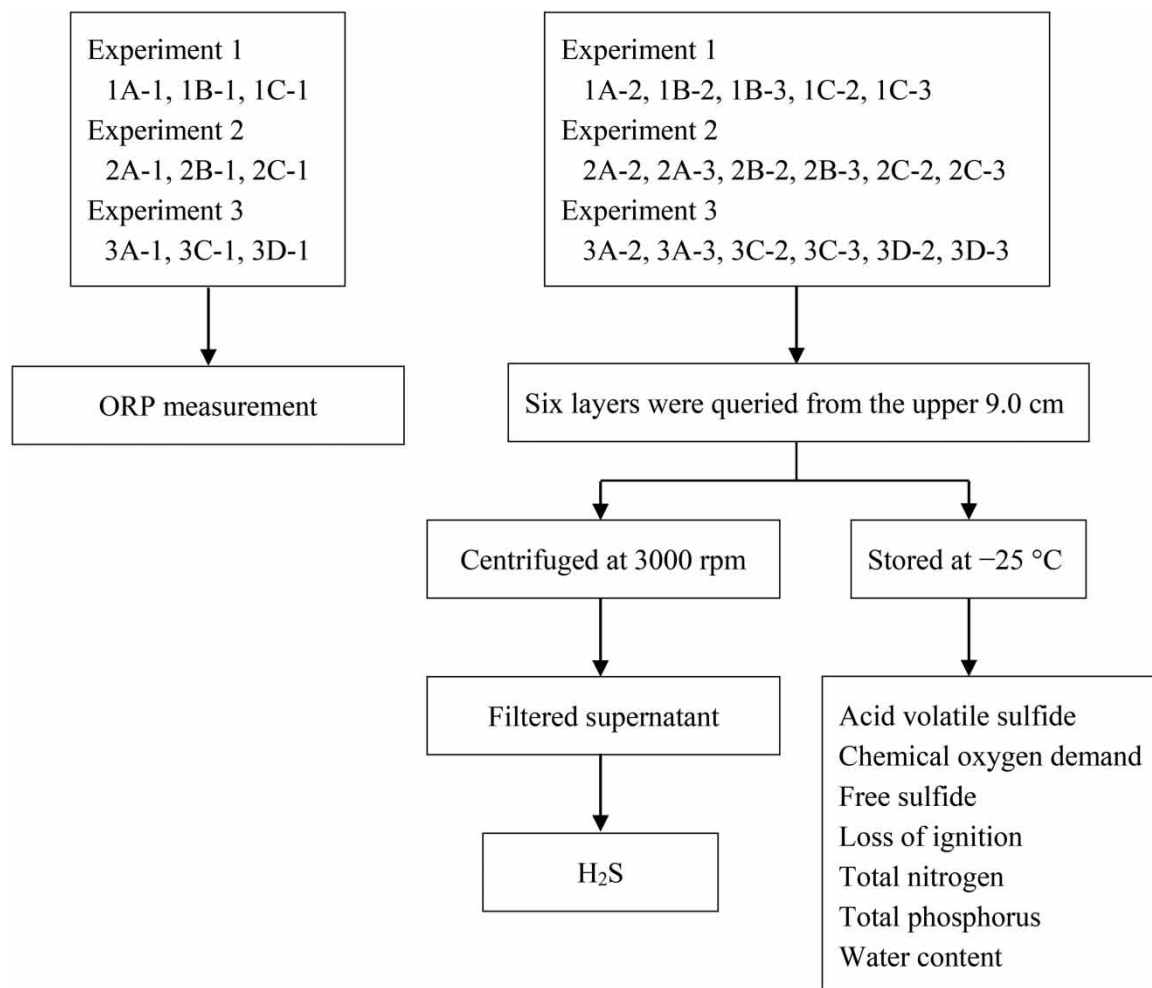 Experiment 1
1A-1, 1B-1, 1C-1
Experiment 2
2A-1, 2B-1, 2C-1
Experiment 3
3A-1, 3C-1, 3D-1
ORP measurement
Experiment 1
1A-2, 1B-2, 1B-3, 1C-2, 1C-3
Experiment 2
2A-2, 2A-3, 2B-2, 2B-3, 2C-2, 2C-3
Experiment 3
3A-2, 3A-3, 3C-2, 3C-3, 3D-2, 3D-3
Six layers were queried from the upper 9.0 cm
Centrifuged at 3000 rpm
Filtered supernatant
H₂S
Stored at −25 °C
Acid volatile sulfide
Chemical oxygen demand
Free sulfide
Loss of ignition
Total nitrogen
Total phosphorus
Water content